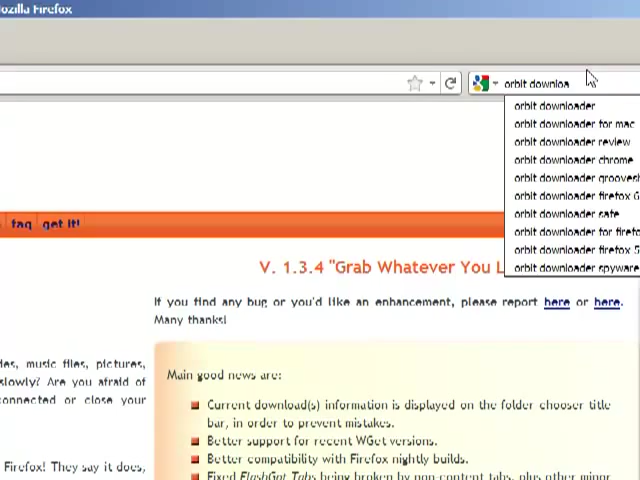 ozilla Firefox
orbit downloa
orbit downloader
orbit downloader for mac
orbit downloader review
orbit downloader chrome
orbit downloader groovesh
orbit downloader firefox 6
orbit downloader safe
orbit downloader for firefo
orbit downloader firefox 5
orbit downloader spyware
faq get it!
V. 1.3.4 "Grab Whatever You L
If you find any bug or you'd like an enhancement, please report here or here.
Many thanks!
es, music files, pictures,
slowly? Are you afraid of
onnected or close your
Firefox! They say it does,
Main good news are:
Current download(s) information is displayed on the folder chooser title
bar, in order to prevent mistakes.
Better support for recent WGet versions.
Better compatibility with Firefox nightly builds.
Fixed FlashGot Tabs being broken by non-content tabs, plus other minor